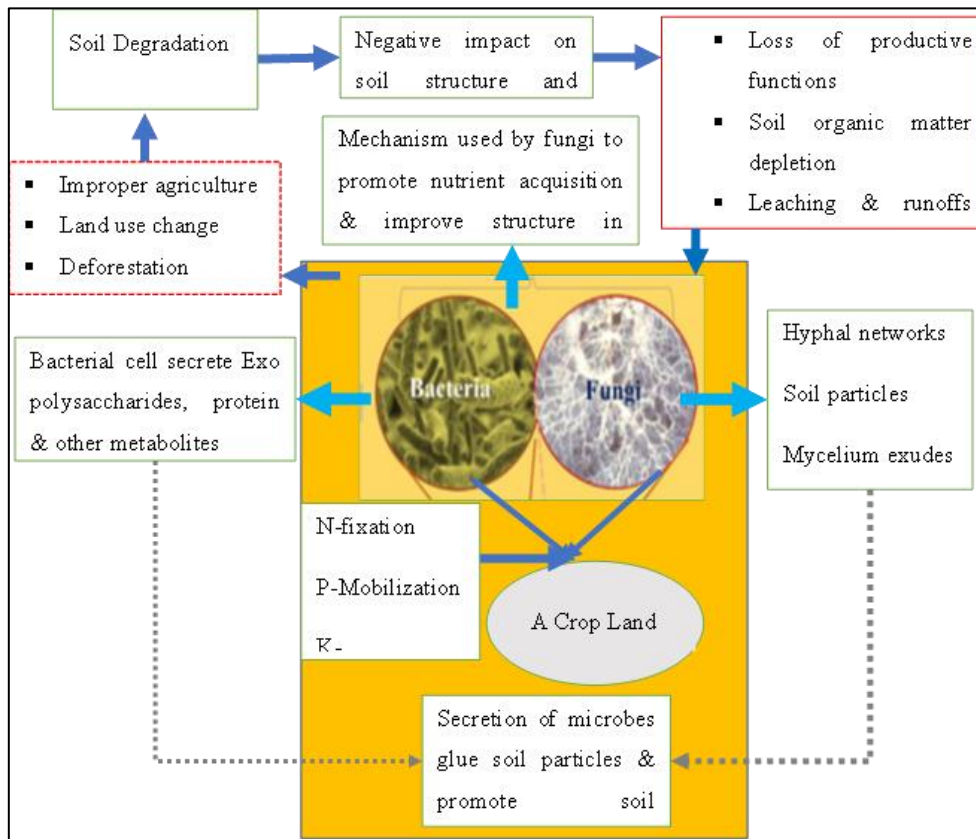 Soil Degradation
Negative impact on
soil structure and
▪ Loss of productive
functions
▪ Soil organic matter
depletion
▪ Leaching & runoffs
Mechanism used by fungi to
promote nutrient acquisition
& improve structure in
▪ Improper agriculture
▪ Land use change
▪ Deforestation
Bacterial cell secrete Exo
polysaccharides, protein
& other metabolites
Bacteria
Fungi
Hyphal networks
Soil particles
Mycelium exudes
N-fixation
P-Mobilization
K-
A Crop Land
Secretion of microbes
glue soil particles &
promote soil